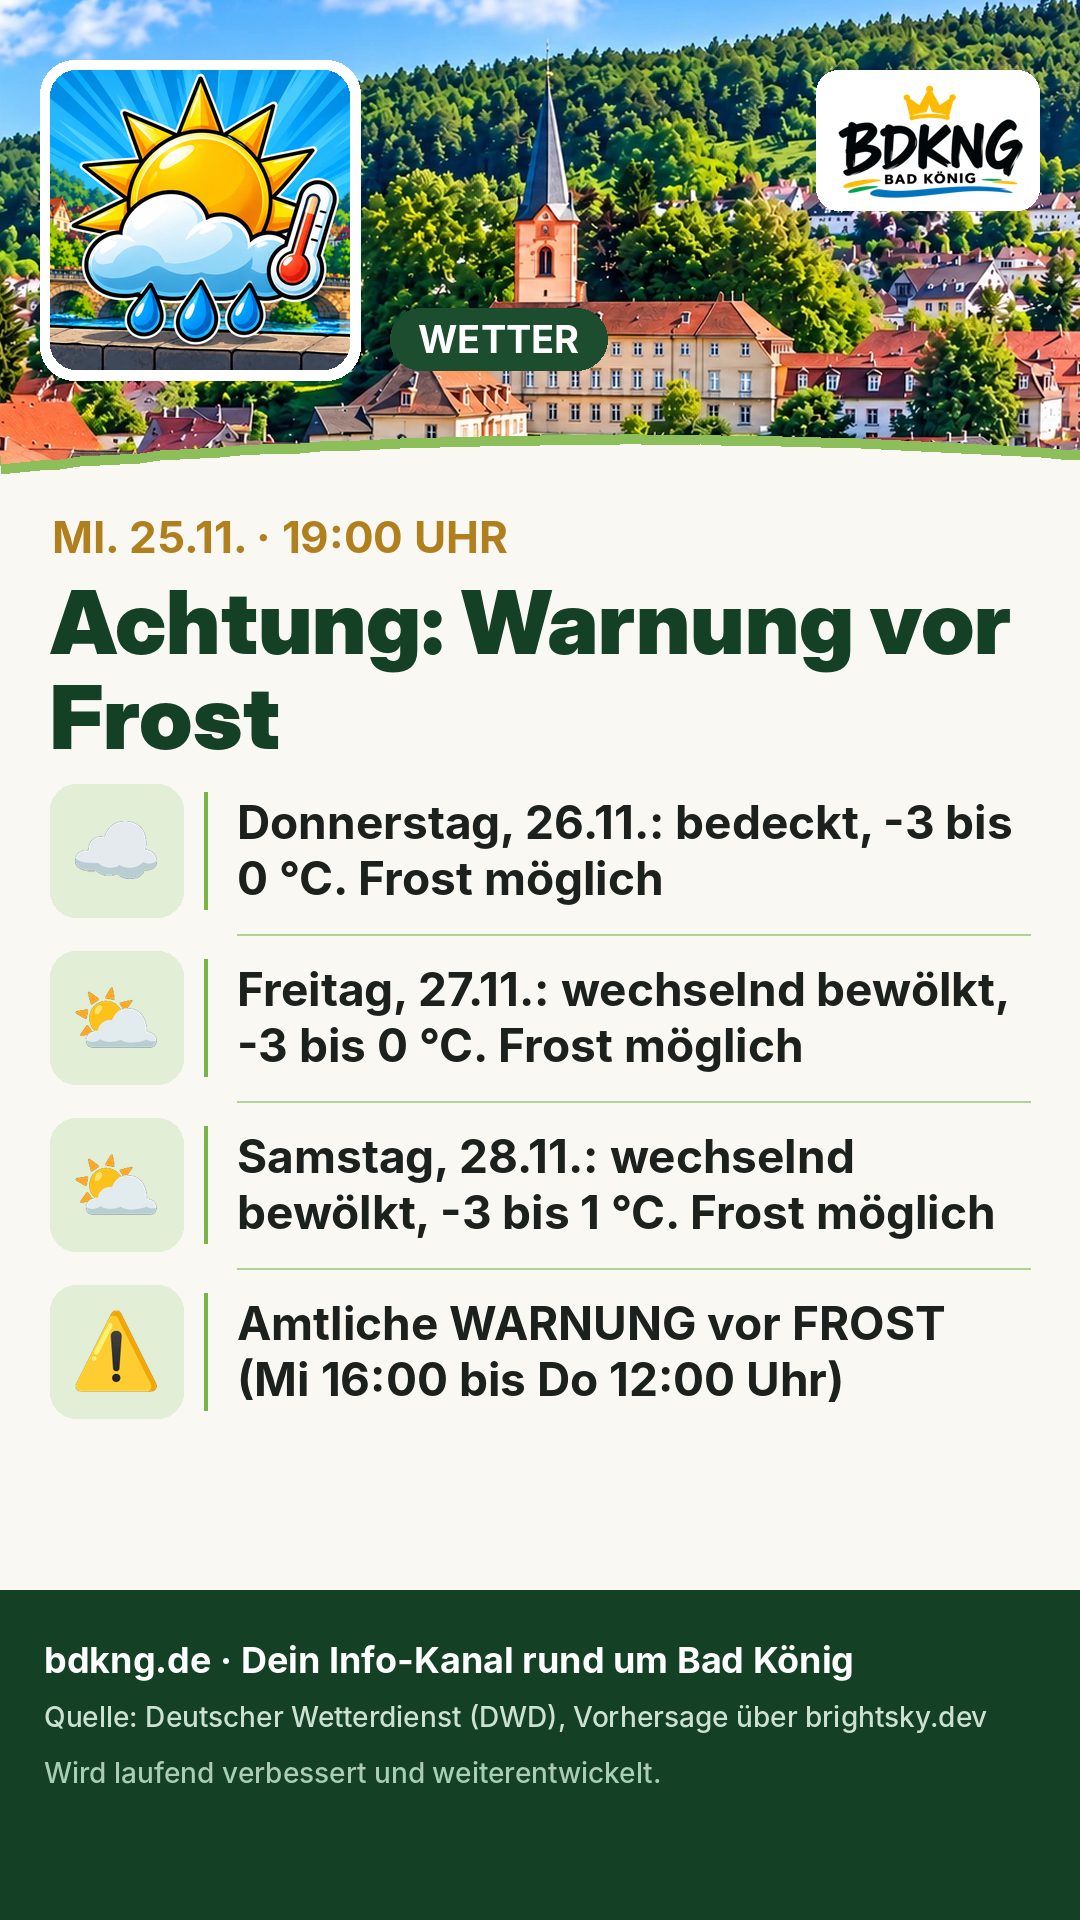 BDKNG
BAD KÖNIG
WETTER
MI. 25.11. · 19:00 UHR
Achtung: Warnung vor
Frost
Donnerstag, 26.11.: bedeckt, -3 bis
0 °C. Frost möglich
Freitag, 27.11.: wechselnd bewölkt,
-3 bis 0 °C. Frost möglich
Samstag, 28.11.: wechselnd
bewölkt, -3 bis 1 °C. Frost möglich
Amtliche WARNUNG vor FROST
(Mi 16:00 bis Do 12:00 Uhr)
bdkng.de · Dein Info-Kanal rund um Bad König
Quelle: Deutscher Wetterdienst (DWD), Vorhersage über brightsky.dev
Wird laufend verbessert und weiterentwickelt.